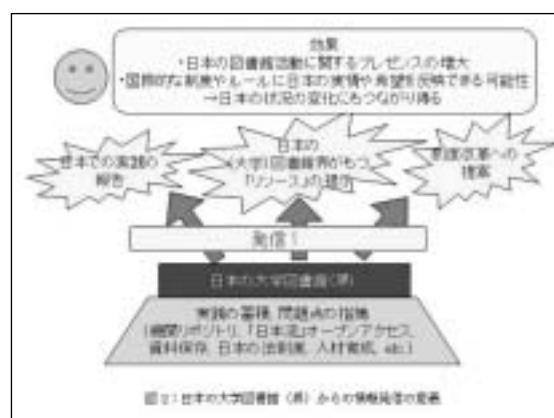 効果
・日本の図書館活動に関するプレゼンスの増大
・国際的な制度やルールに日本の実情や希望を反映できる可能性
→日本の状況の変化にもつながり得る
日本での実践の
報告
日本の
(大学)図書館界がもつ
「リソース」の提示
制度改革への
提案
発信！
日本の大学図書館(界)
実践の蓄積、問題点の指摘
(機関リポジトリ、「日本流」オープンアクセス、
資料保存、日本の法制度、人材育成、etc.)
図2：日本の大学図書館（界）からの情報発信の意義